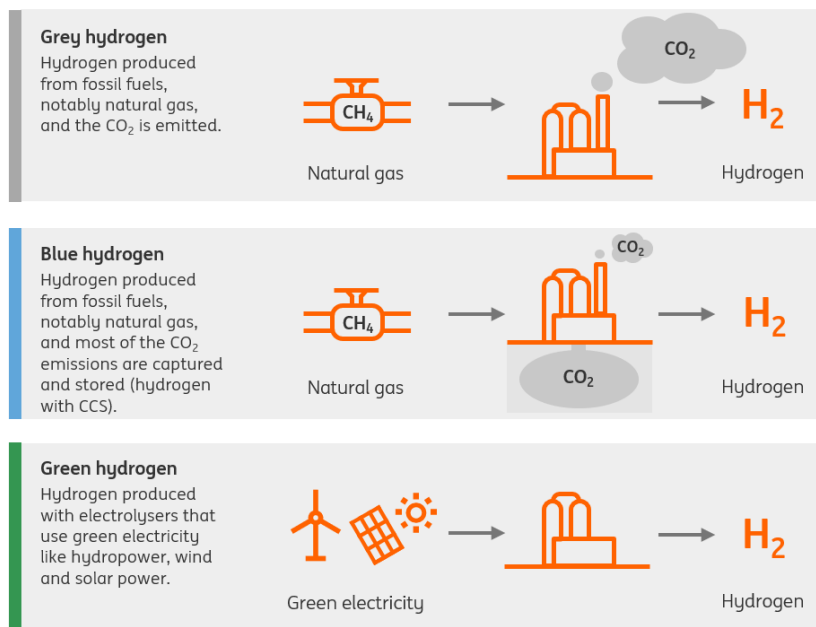 Grey hydrogen
Hydrogen produced
from fossil fuels,
notably natural gas,
and the CO₂ is emitted.
CH₄
Natural gas
CO₂
H₂
Hydrogen
Blue hydrogen
Hydrogen produced
from fossil fuels,
notably natural gas,
and most of the CO₂
emissions are captured
and stored (hydrogen
with CCS).
CH₄
Natural gas
CO₂
CO₂
H₂
Hydrogen
Green hydrogen
Hydrogen produced
with electrolysers that
use green electricity
like hydropower, wind
and solar power.
Green electricity
H₂
Hydrogen